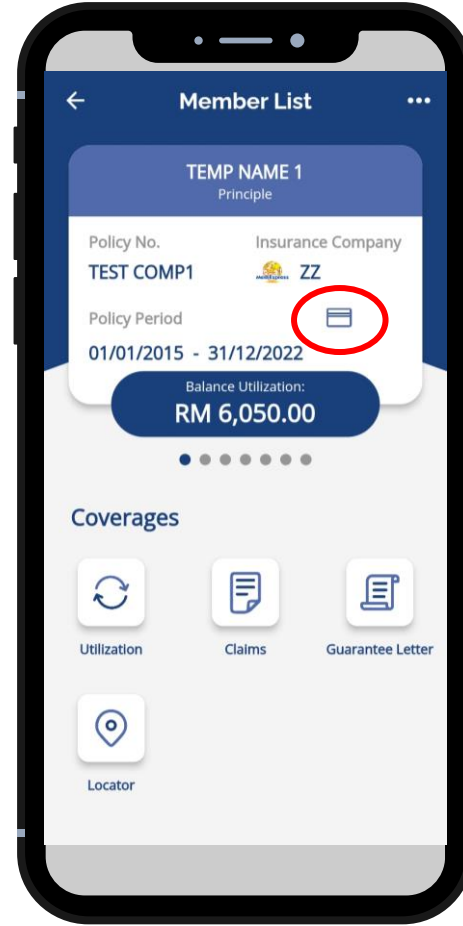 Member List
TEMP NAME 1
Principle
Policy No. Insurance Company
TEST COMP1 ZZ
Policy Period
01/01/2015 - 31/12/2022
Balance Utilization:
RM 6,050.00
Coverages
Utilization Claims Guarantee Letter
Locator